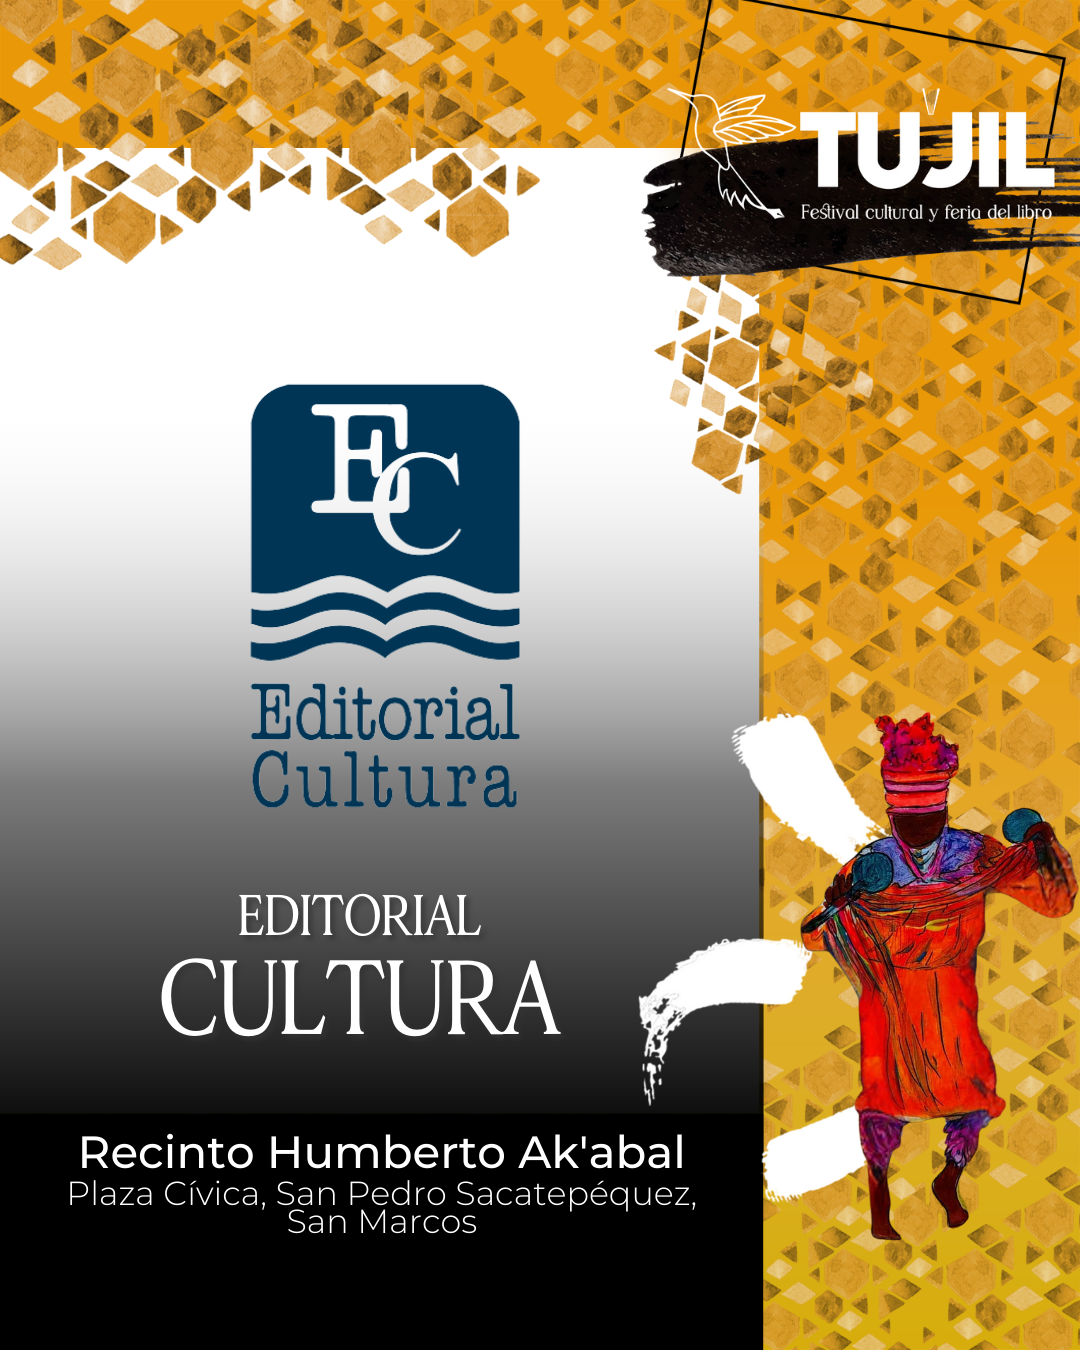 TUJIL
Festival cultural y feria del libro
EC
Editorial
Cultura
EDITORIAL
CULTURA
Recinto Humberto Ak'abal
Plaza Cívica, San Pedro Sacatepéquez,
San Marcos